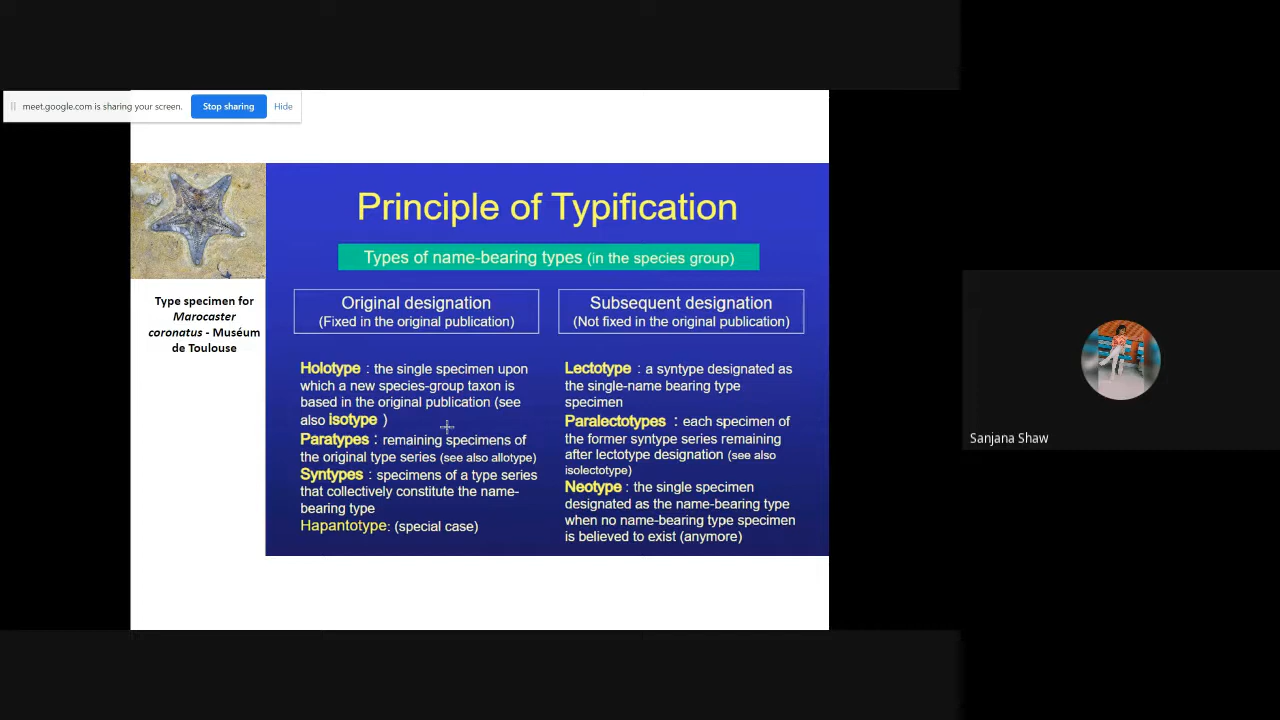 meet.google.com is sharing your screen.
Stop sharing
Hide
Principle of Typification
Types of name-bearing types (in the species group)
Type specimen for
Marocaster
coronatus - Muséum
de Toulouse
Original designation
(Fixed in the original publication)
Holotype : the single specimen upon
which a new species-group taxon is
based in the original publication (see
also isotype )
Paratypes : remaining specimens of
the original type series (see also allotype)
Syntypes : specimens of a type series
that collectively constitute the name-
bearing type
Hapantotype: (special case)
Subsequent designation
(Not fixed in the original publication)
Lectotype : a syntype designated as
the single-name bearing type
specimen
Paralectotypes : each specimen of
the former syntype series remaining
after lectotype designation (see also
isolectotype)
Neotype : the single specimen
designated as the name-bearing type
when no name-bearing type specimen
is believed to exist (anymore)
Sanjana Shaw